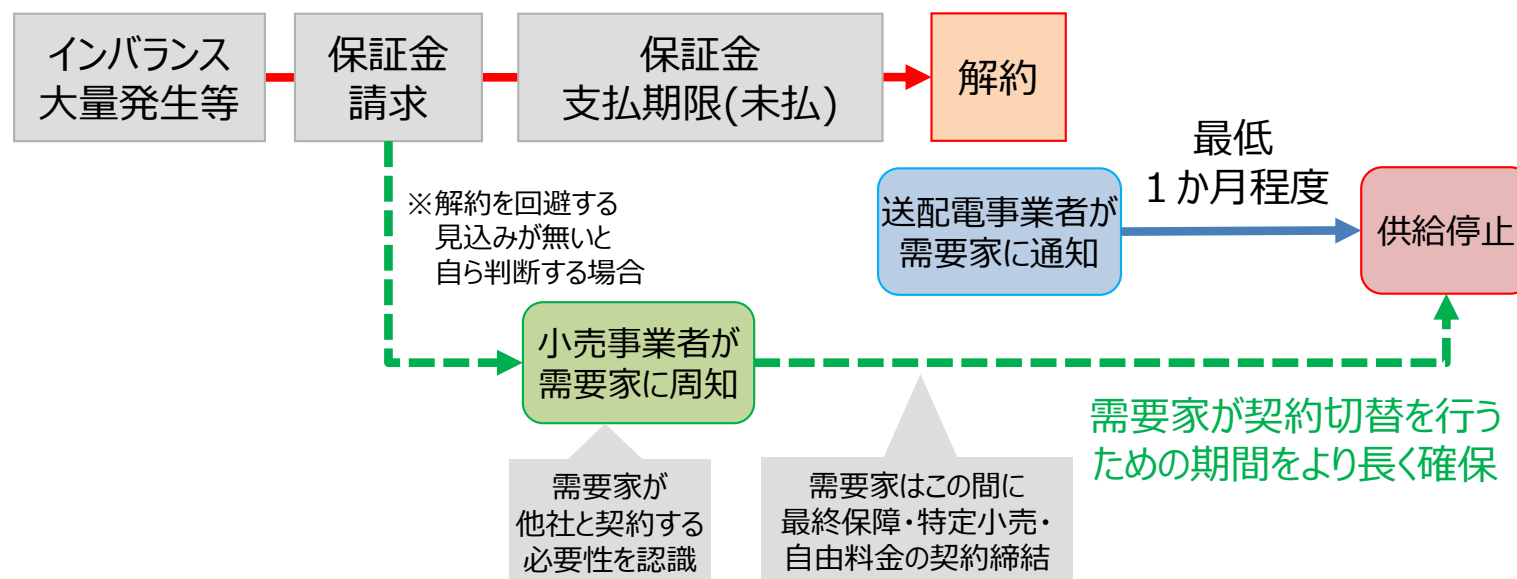 インバランス
大量発生等
保証金
請求
保証金
支払期限(未払)
解約
※解約を回避する
見込みが無いと
自ら判断する場合
送配電事業者が
需要家に通知
最低
１か月程度
供給停止
小売事業者が
需要家に周知
需要家が契約切替を行う
ための期間をより長く確保
需要家が
他社と契約する
必要性を認識
需要家はこの間に
最終保障・特定小売・
自由料金の契約締結